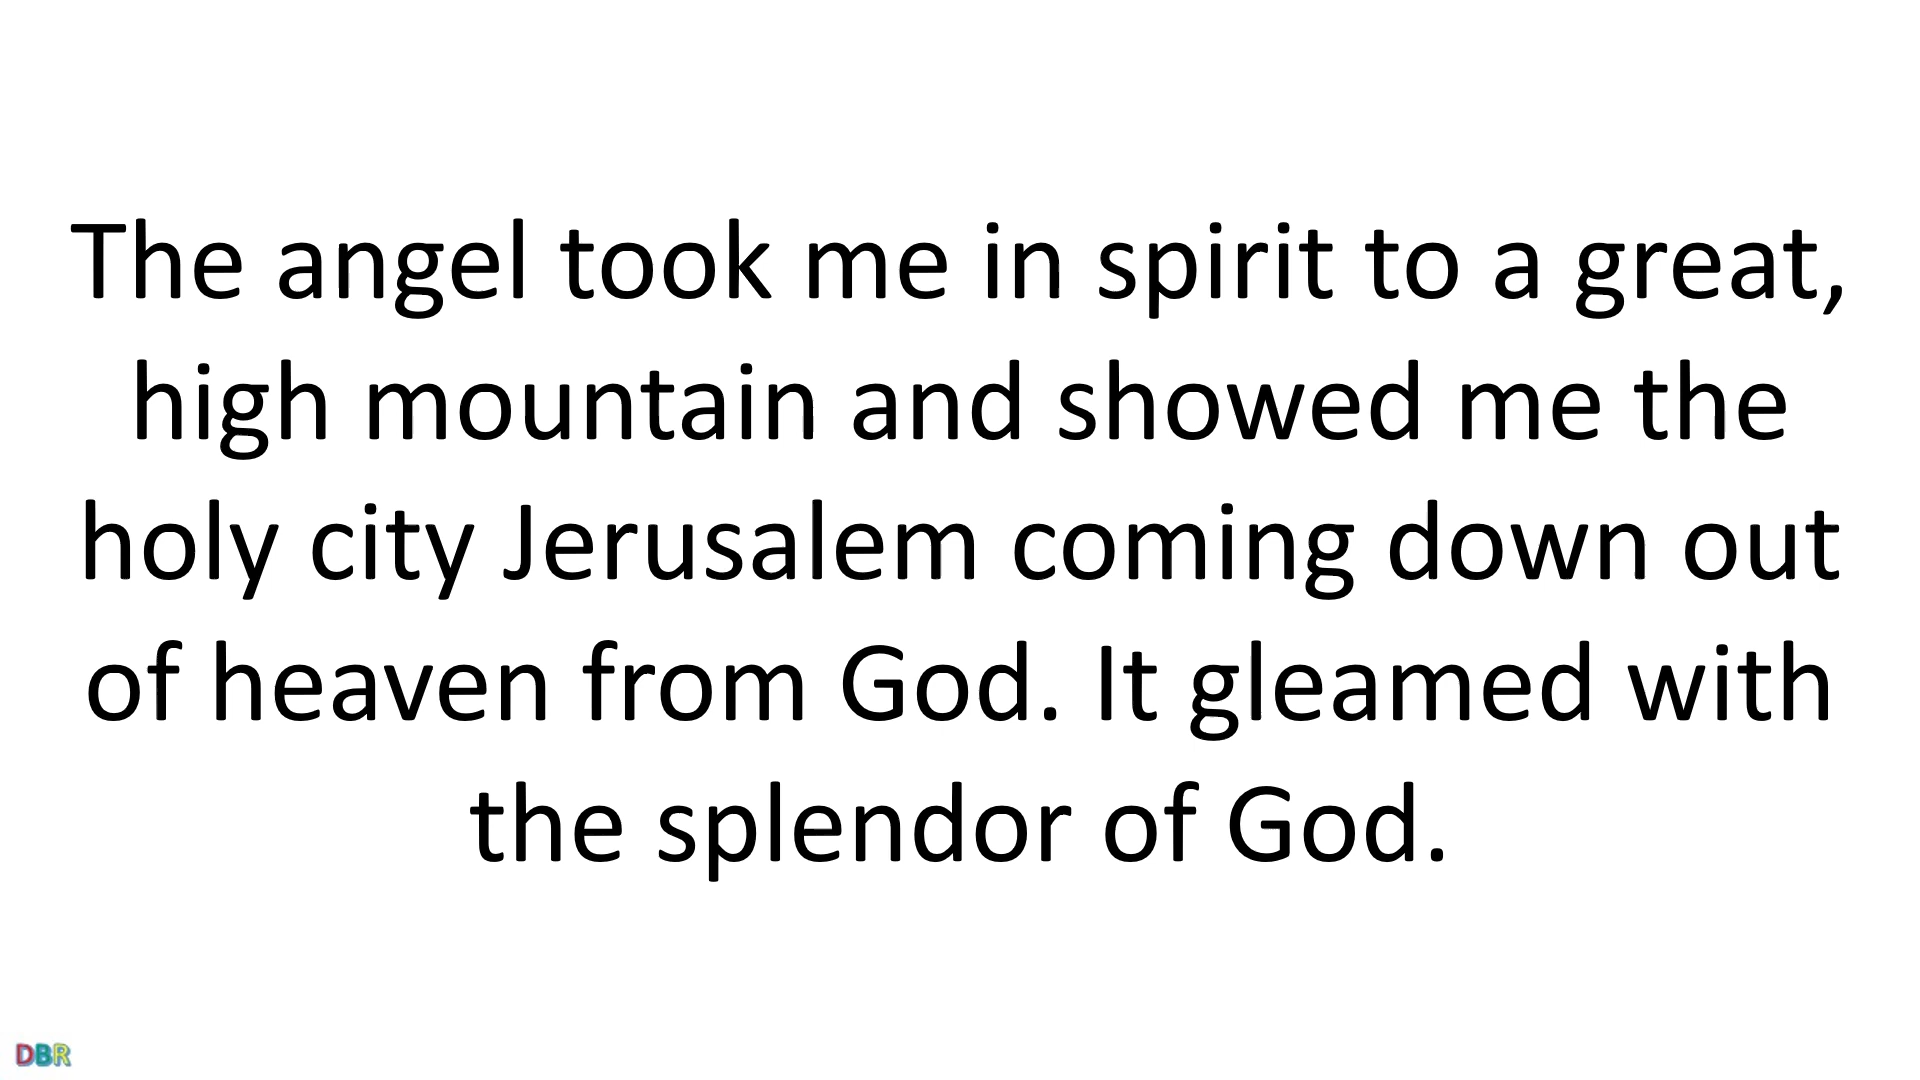 The angel took me in spirit to a great,
high mountain and showed me the
holy city Jerusalem coming down out
of heaven from God. It gleamed with
the splendor of God.
DBR